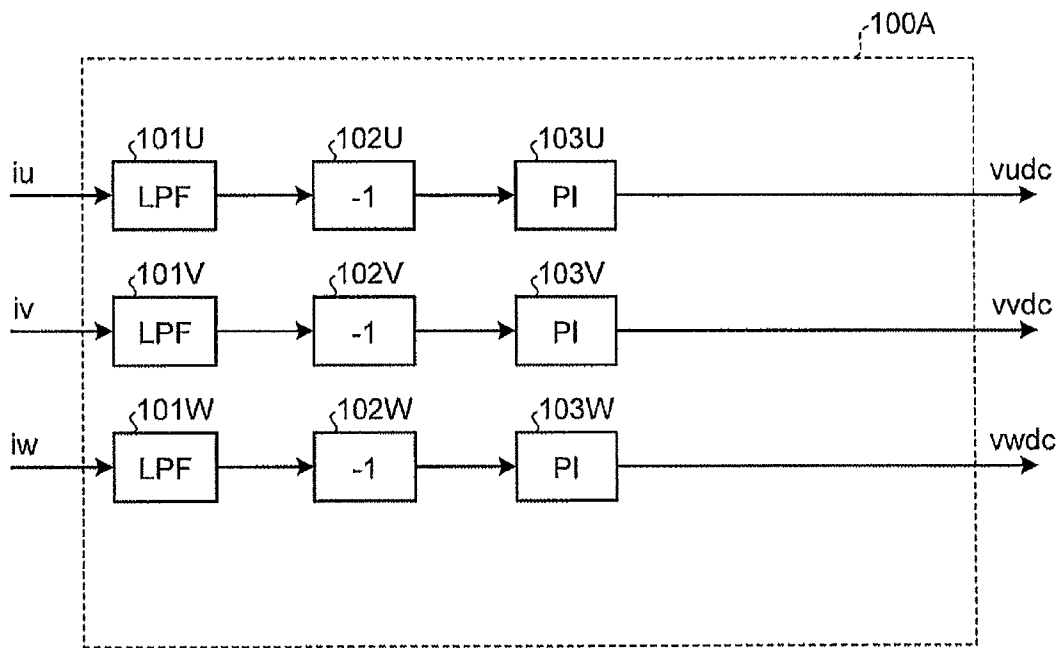 100A
101U 102U 103U
iu LPF -1 PI vudc
101V 102V 103V
iv LPF -1 PI vvdc
101W 102W 103W
iw LPF -1 PI vwdc